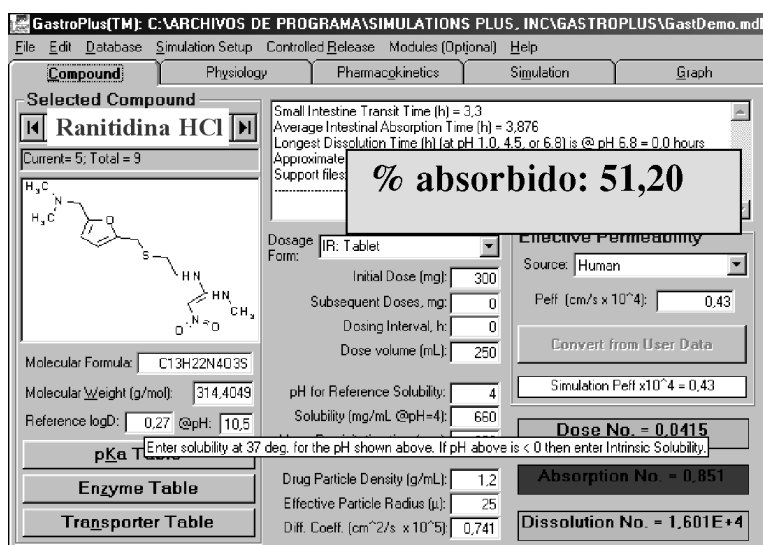 GastroPlus(TM): C:\ARCHIVOS DE PROGRAMA\SIMULATIONS PLUS, INC\GASTROPLUS\GastDemo.md
File Edit Database Simulation Setup Controlled Release Modules (Optional) Help
Compound Physiology Pharmacokinetics Simulation Graph
Selected Compound
Ranitidina HCl
Current= 5; Total = 9
H3C
N
O
H3C
S
HN
HN
CH3
N
O O
Molecular Formula: C13H22N4O3S
Molecular Weight (g/mol): 314,4049
Reference logD: 0,27 @pH: 10,5
pKa Ta
Enzyme Table
Transporter Table
Small Intestine Transit Time (h) = 3,3
Average Intestinal Absorption Time (h) = 3,876
Longest Dissolution Time (h) (at pH 1.0, 4.5, or 6.8) is @ pH 6.8 = 0,0 hours
Approximate
Support files:
% absorbido: 51,20
Dosage Form: IR: Tablet
Initial Dose (mg): 300
Subsequent Doses, mg: 0
Dosing Interval, h: 0
Dose volume (mL): 250
pH for Reference Solubility: 4
Solubility (mg/mL @pH=4): 660
Enter solubility at 37 deg. for the pH shown above. If pH above is < 0 then enter Intrinsic Solubility.
Drug Particle Density (g/mL): 1,2
Effective Particle Radius (µ): 25
Diff. Coeff. (cm^2/s x 10^5): 0,741
Effective Permeability
Source: Human
Peff (cm/s x 10^4): 0,43
Convert from User Data
Simulation Peff x10^4 = 0,43
Dose No. = 0,0415
Absorption No. = 0,851
Dissolution No. = 1,601E+4